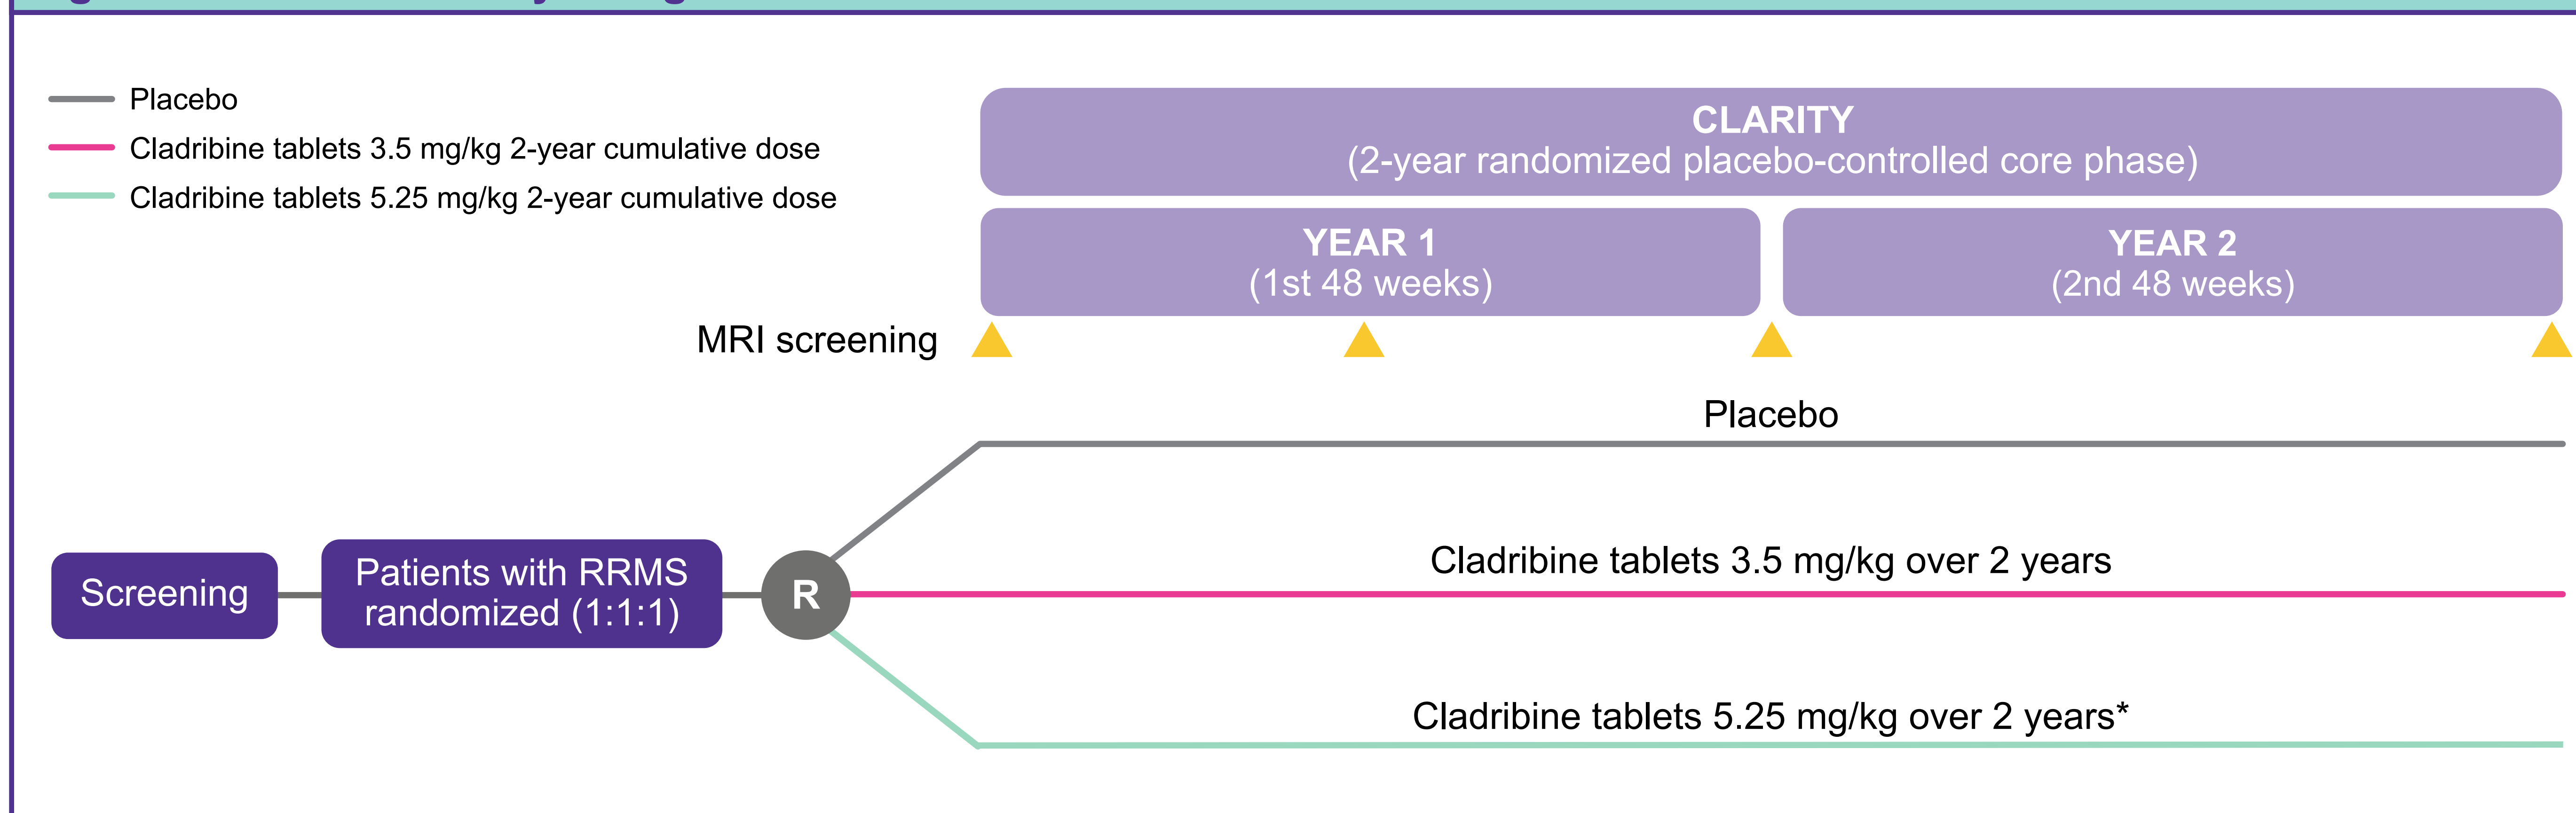 Placebo
Cladribine tablets 3.5 mg/kg 2-year cumulative dose
Cladribine tablets 5.25 mg/kg 2-year cumulative dose
CLARITY
(2-year randomized placebo-controlled core phase)
YEAR 1
(1st 48 weeks)
YEAR 2
(2nd 48 weeks)
MRI screening
Placebo
Screening
Patients with RRMS
randomized (1:1:1)
R
Cladribine tablets 3.5 mg/kg over 2 years
Cladribine tablets 5.25 mg/kg over 2 years*